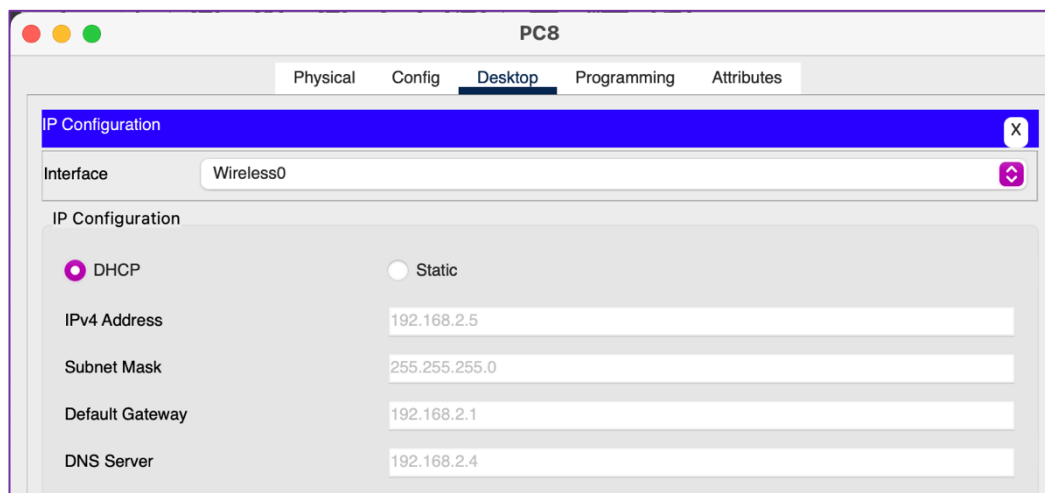 PC8
Physical Config Desktop Programming Attributes
IP Configuration X
Interface Wireless0
IP Configuration
DHCP Static
IPv4 Address 192.168.2.5
Subnet Mask 255.255.255.0
Default Gateway 192.168.2.1
DNS Server 192.168.2.4